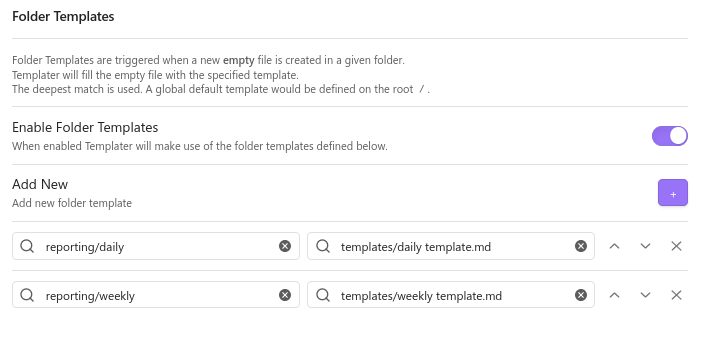 Folder Templates
Folder Templates are triggered when a new empty file is created in a given folder.
Templater will fill the empty file with the specified template.
The deepest match is used. A global default template would be defined on the root / .
Enable Folder Templates
When enabled Templater will make use of the folder templates defined below.
Add New
Add new folder template
+
reporting/daily templates/daily template.md
reporting/weekly templates/weekly template.md